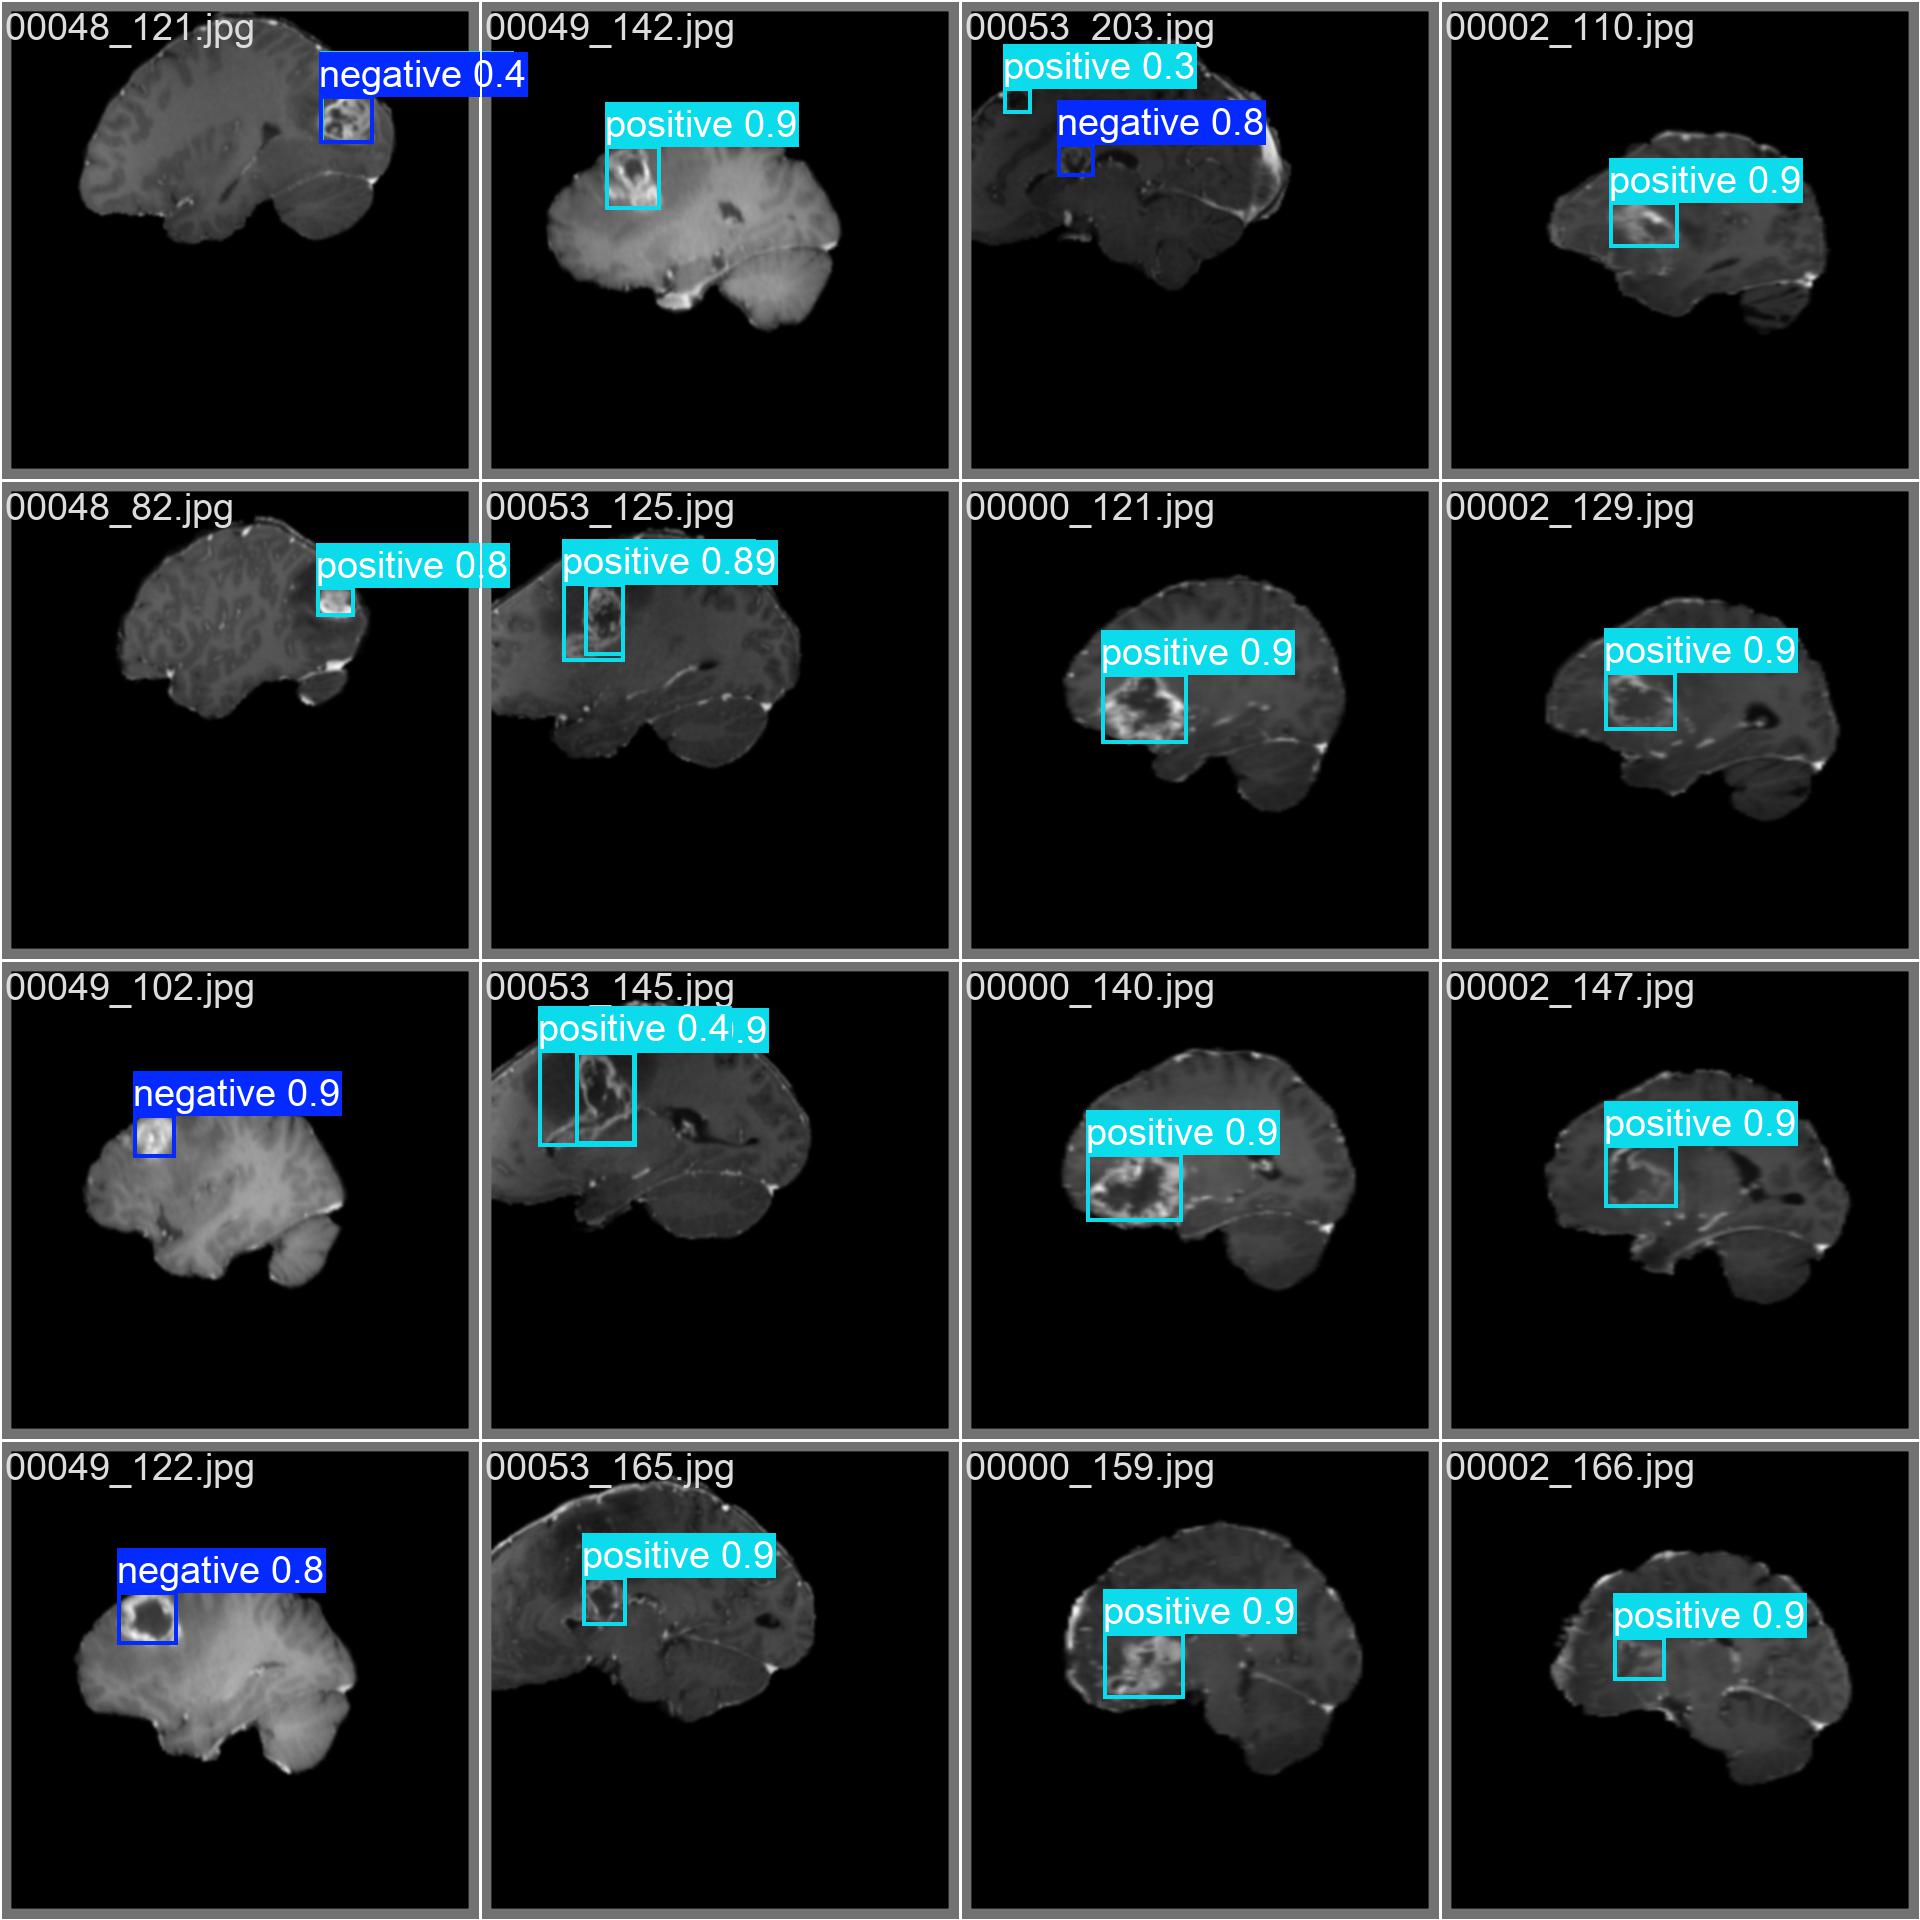 00048_121.jpg
negative 0.4
00049_142.jpg
positive 0.9
00053_203.jpg
positive 0.3
negative 0.8
00002_110.jpg
positive 0.9
00048_82.jpg
positive 0.8
00053_125.jpg
positive 0.89
00000_121.jpg
positive 0.9
00002_129.jpg
positive 0.9
00049_102.jpg
negative 0.9
00053_145.jpg
positive 0.4 .9
00000_140.jpg
positive 0.9
00002_147.jpg
positive 0.9
00049_122.jpg
negative 0.8
00053_165.jpg
positive 0.9
00000_159.jpg
positive 0.9
00002_166.jpg
positive 0.9